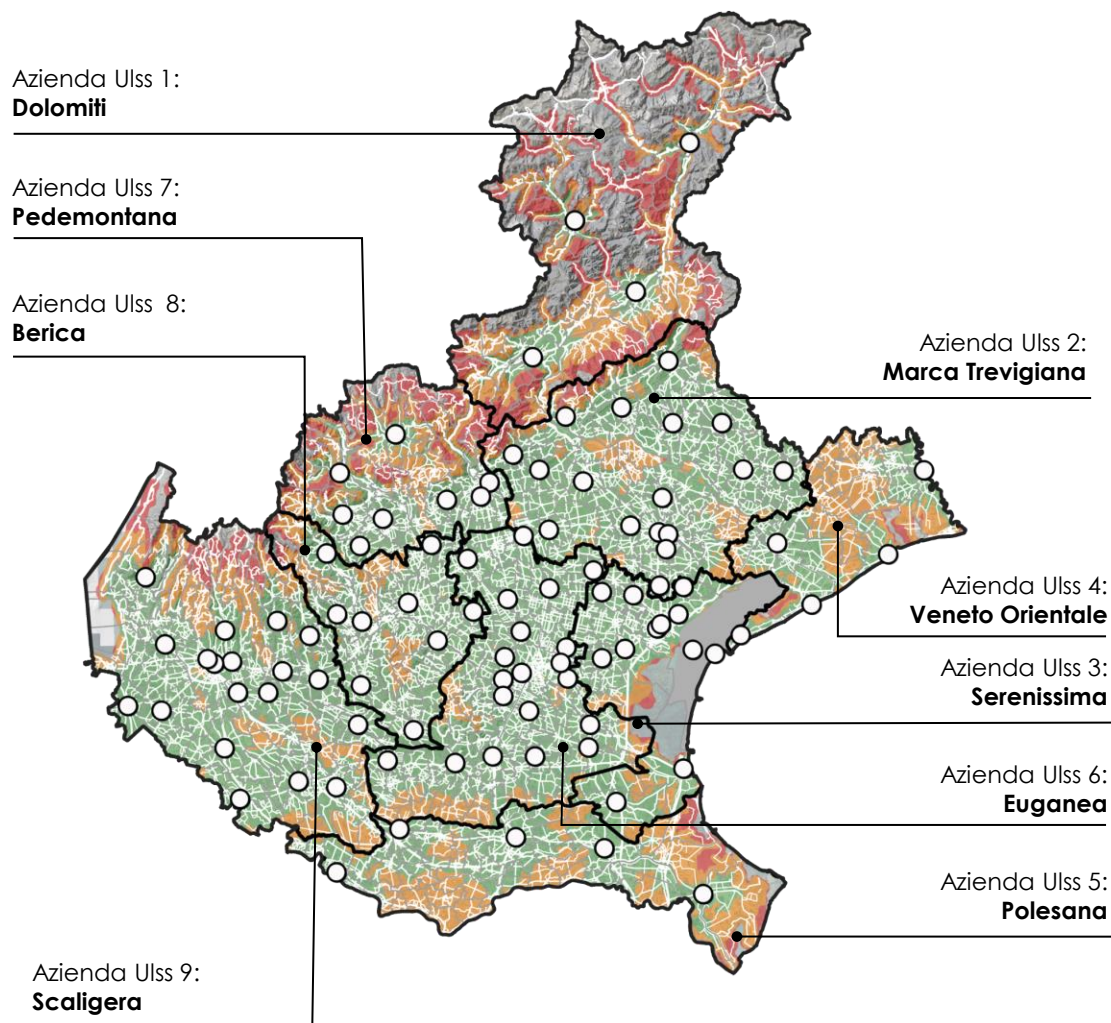 Azienda Ulss 1:
Dolomiti
Azienda Ulss 7:
Pedemontana
Azienda Ulss  8:
Berica
Azienda Ulss 2:
Marca Trevigiana
Azienda Ulss 4:
Veneto Orientale
Azienda Ulss 3:
Serenissima
Azienda Ulss 6:
Euganea
Azienda Ulss 5:
Polesana
Azienda Ulss 9:
Scaligera